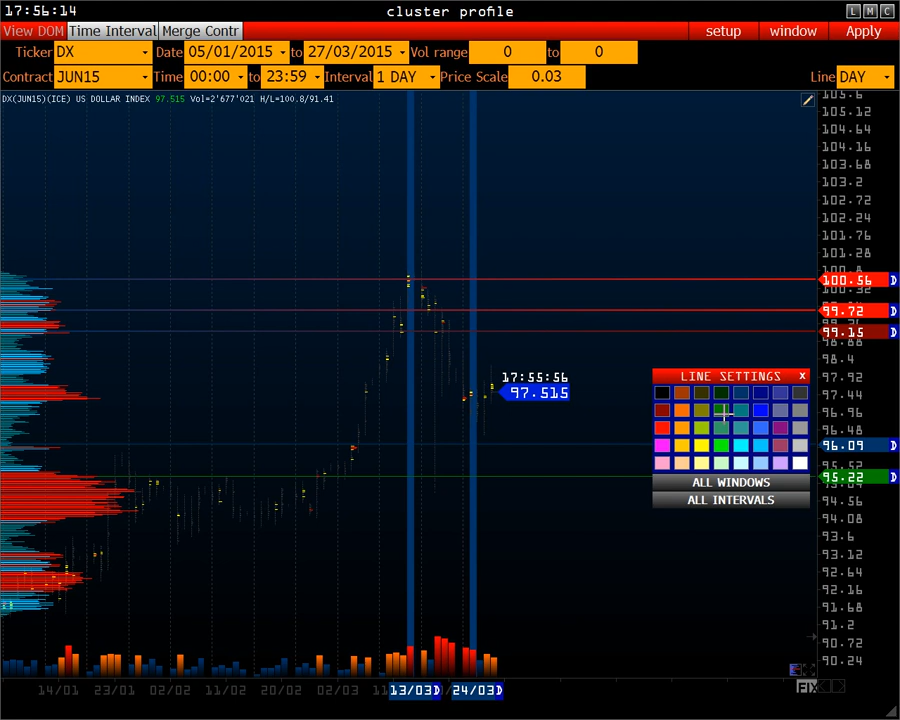 17:56:14
cluster profile
L M C
View DOM Time Interval Merge Contr
setup window Apply
Ticker DX Date 05/01/2015 to 27/03/2015 Vol range 0 to 0
Contract JUN15 Time 00:00 to 23:59 Interval 1 DAY Price Scale 0.03 Line DAY
DX(JUN15)(ICE) US DOLLAR INDEX 97.515 Vol=2'677'021 H/L=100.8/91.41
105.6
105.12
104.64
104.16
103.68
103.2
102.72
102.24
101.76
101.28
100.8
100.56 D
100.32
99.72 D
99.15 D
98.88
98.4
17:55:56
97.92
97.515
97.44
LINE SETTINGS x
96.96
96.48
96.09 D
95.52
95.22 D
95.04
ALL WINDOWS
ALL INTERVALS
94.56
94.08
93.6
93.12
92.64
92.16
91.68
91.2
90.72
90.24
14/01 23/01 02/02 11/02 20/02 02/03 13/03 D 24/03 D
FIX